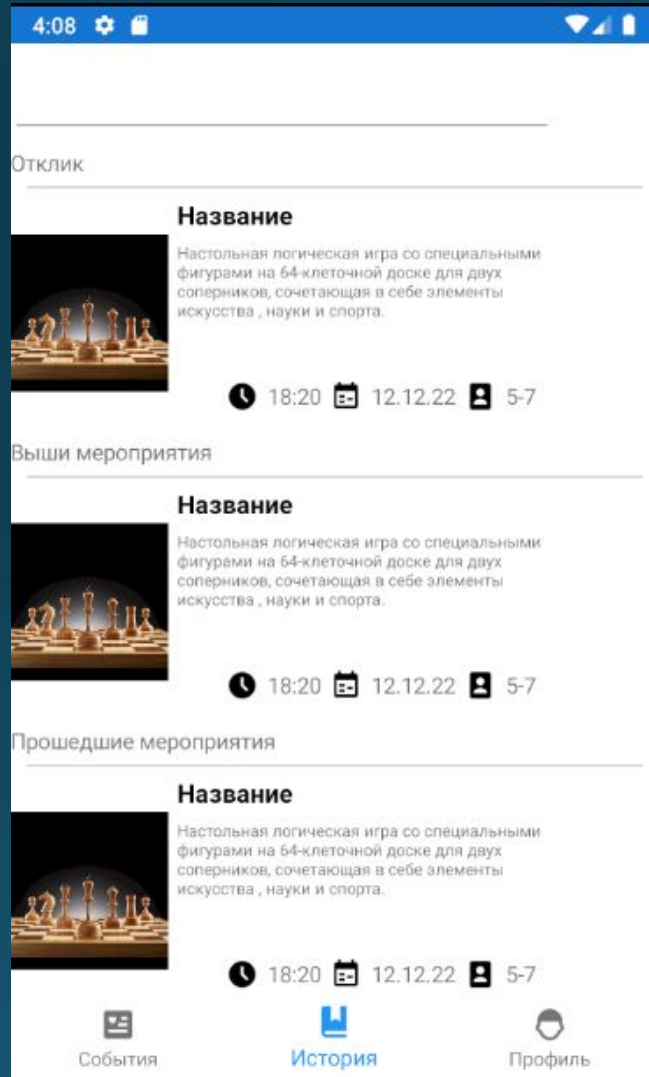 4:08
Отклик
Название
Настольная логическая игра со специальными
фигурами на 64-клеточной доске для двух
соперников, сочетающая в себе элементы
искусства , науки и спорта.
18:20 12.12.22 5-7
Выши мероприятия
Название
Настольная логическая игра со специальными
фигурами на 64-клеточной доске для двух
соперников, сочетающая в себе элементы
искусства , науки и спорта.
18:20 12.12.22 5-7
Прошедшие мероприятия
Название
Настольная логическая игра со специальными
фигурами на 64-клеточной доске для двух
соперников, сочетающая в себе элементы
искусства , науки и спорта.
18:20 12.12.22 5-7
События История Профиль